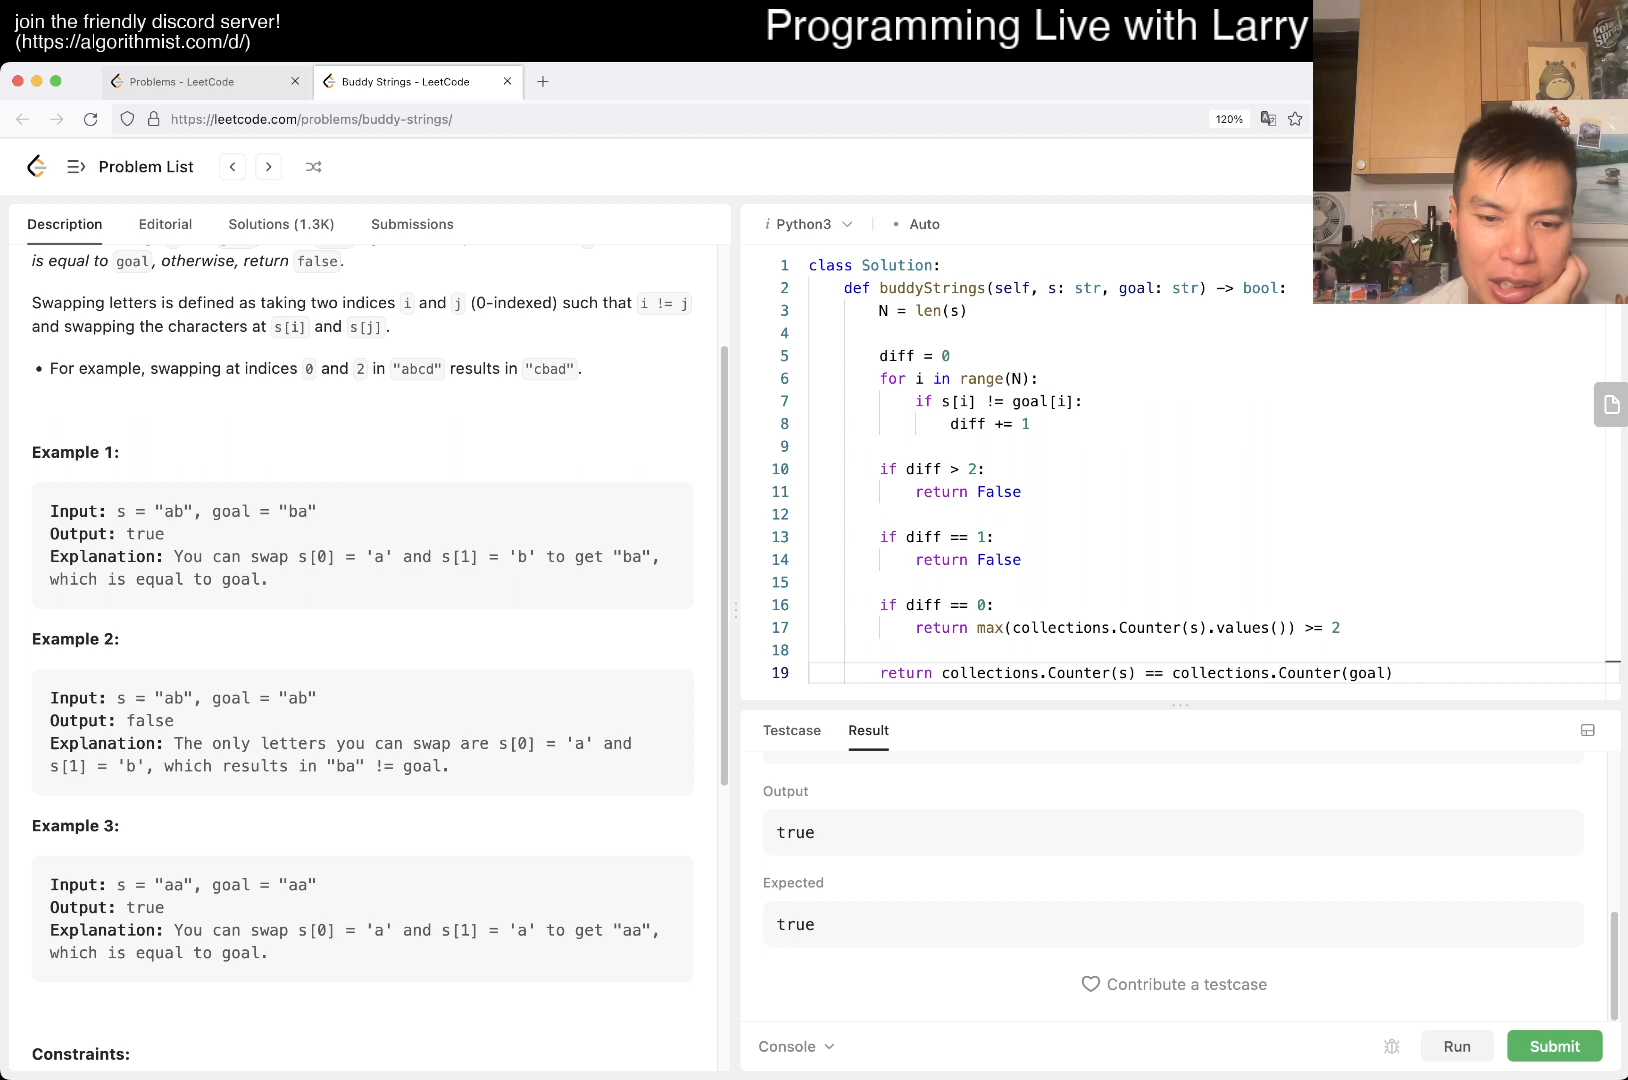 join the friendly discord server!
(https://algorithmist.com/d/)
Programming Live with Larry
Problems - LeetCode
Buddy Strings - LeetCode
https://leetcode.com/problems/buddy-strings/
120%
Problem List
Description
Editorial
Solutions (1.3K)
Submissions
is equal to goal, otherwise, return false.
Swapping letters is defined as taking two indices i and j (0-indexed) such that i != j
and swapping the characters at s[i] and s[j].
• For example, swapping at indices 0 and 2 in "abcd" results in "cbad".
Example 1:
Input: s = "ab", goal = "ba"
Output: true
Explanation: You can swap s[0] = 'a' and s[1] = 'b' to get "ba",
which is equal to goal.
Example 2:
Input: s = "ab", goal = "ab"
Output: false
Explanation: The only letters you can swap are s[0] = 'a' and
s[1] = 'b', which results in "ba" != goal.
Example 3:
Input: s = "aa", goal = "aa"
Output: true
Explanation: You can swap s[0] = 'a' and s[1] = 'a' to get "aa",
which is equal to goal.
Constraints:
i Python3
Auto
1 class Solution:
2 def buddyStrings(self, s: str, goal: str) -> bool:
3 N = len(s)
4
5 diff = 0
6 for i in range(N):
7 if s[i] != goal[i]:
8 diff += 1
9
10 if diff > 2:
11 return False
12
13 if diff == 1:
14 return False
15
16 if diff == 0:
17 return max(collections.Counter(s).values()) >= 2
18
19 return collections.Counter(s) == collections.Counter(goal)
Testcase
Result
Output
true
Expected
true
Contribute a testcase
Console
Run
Submit